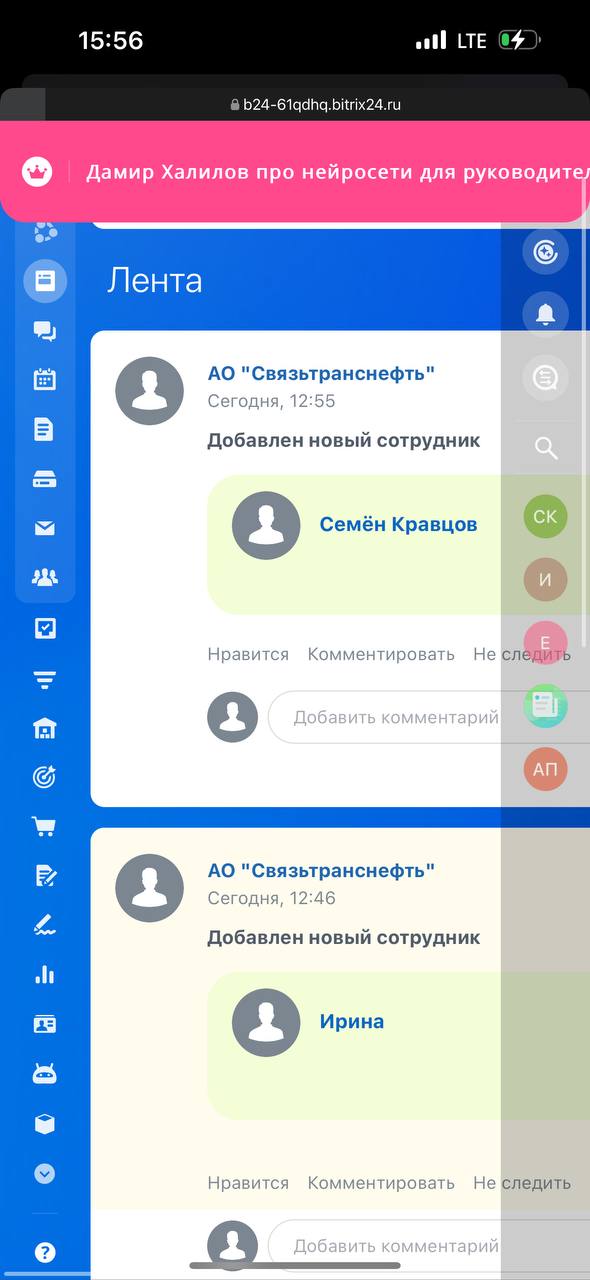 15:56
LTE
b24-61qdhq.bitrix24.ru
Дамир Халилов про нейросети для руководител
Лента
АО "Связьтранснефть"
Сегодня, 12:55
Добавлен новый сотрудник
СК
Семён Кравцов
И
Е
Нравится Комментировать Не следить
Добавить комментарий
АП
АО "Связьтранснефть"
Сегодня, 12:46
Добавлен новый сотрудник
Ирина
Нравится Комментировать Не следить
Добавить комментарий
?